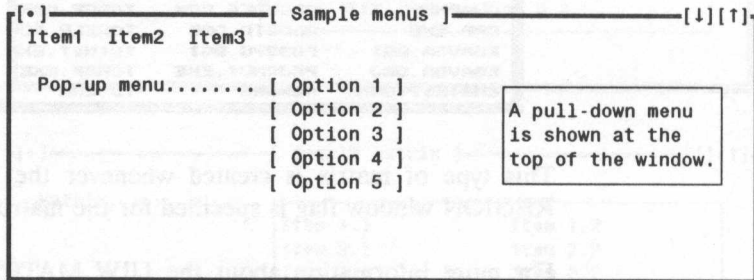 [+] [ Sample menus ] [↓][↑]
Item1 Item2 Item3
Pop-up menu......... [ Option 1 ]
[ Option 2 ]
[ Option 3 ]
[ Option 4 ]
[ Option 5 ]
A pull-down menu
is shown at the
top of the window.